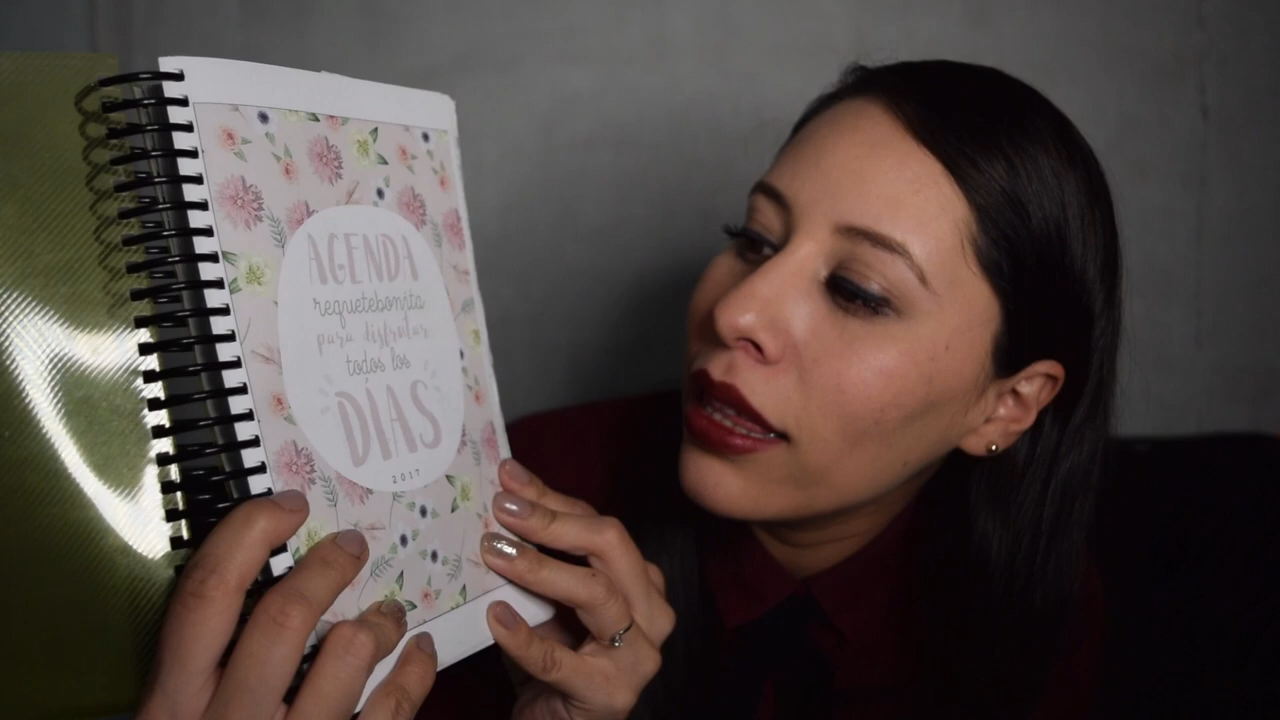 AGENDA
requetebonita
para disfrutar
todos los
DÍAS
2017